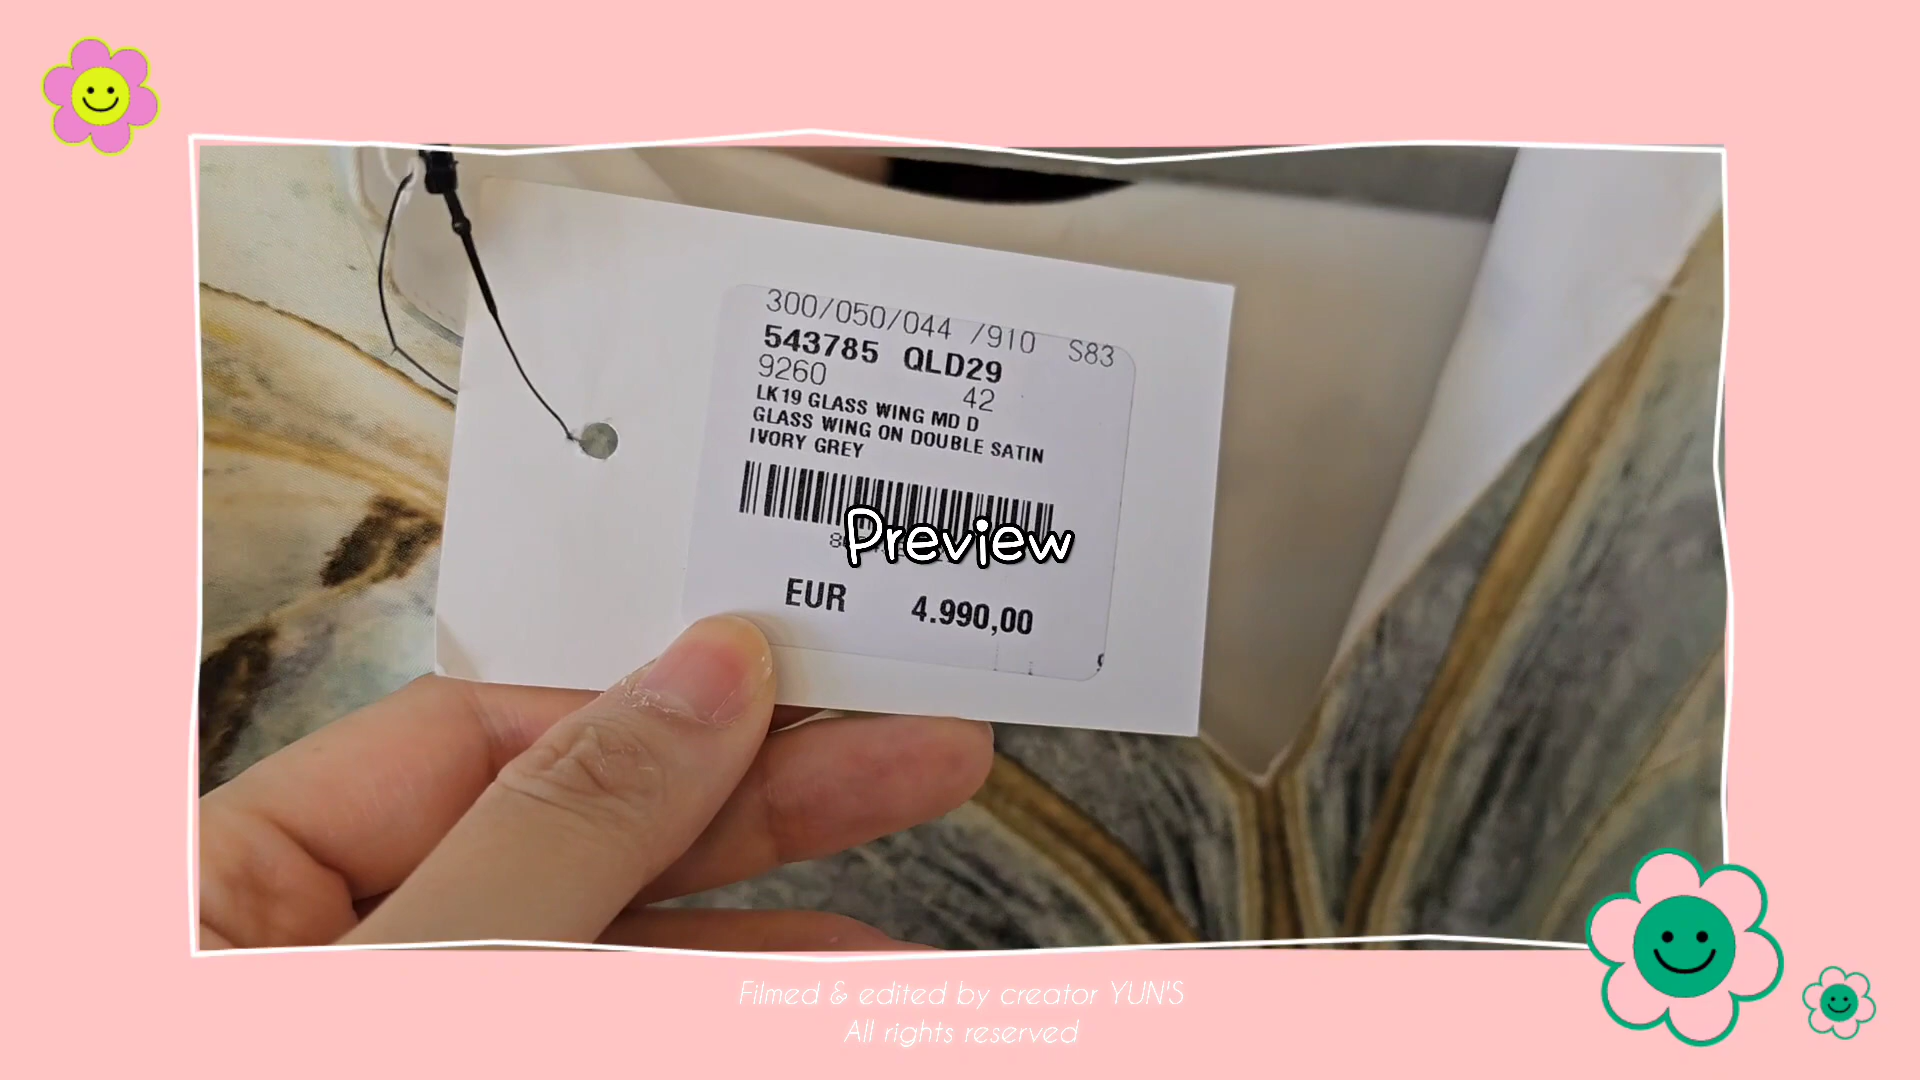 300/050/044 /910 S83
543785 QLD29
9260 42
LK19 GLASS WING MD D
GLASS WING ON DOUBLE SATIN
IVORY GREY
Preview
EUR 4.990,00
Filmed & edited by creator YUN'S
All rights reserved